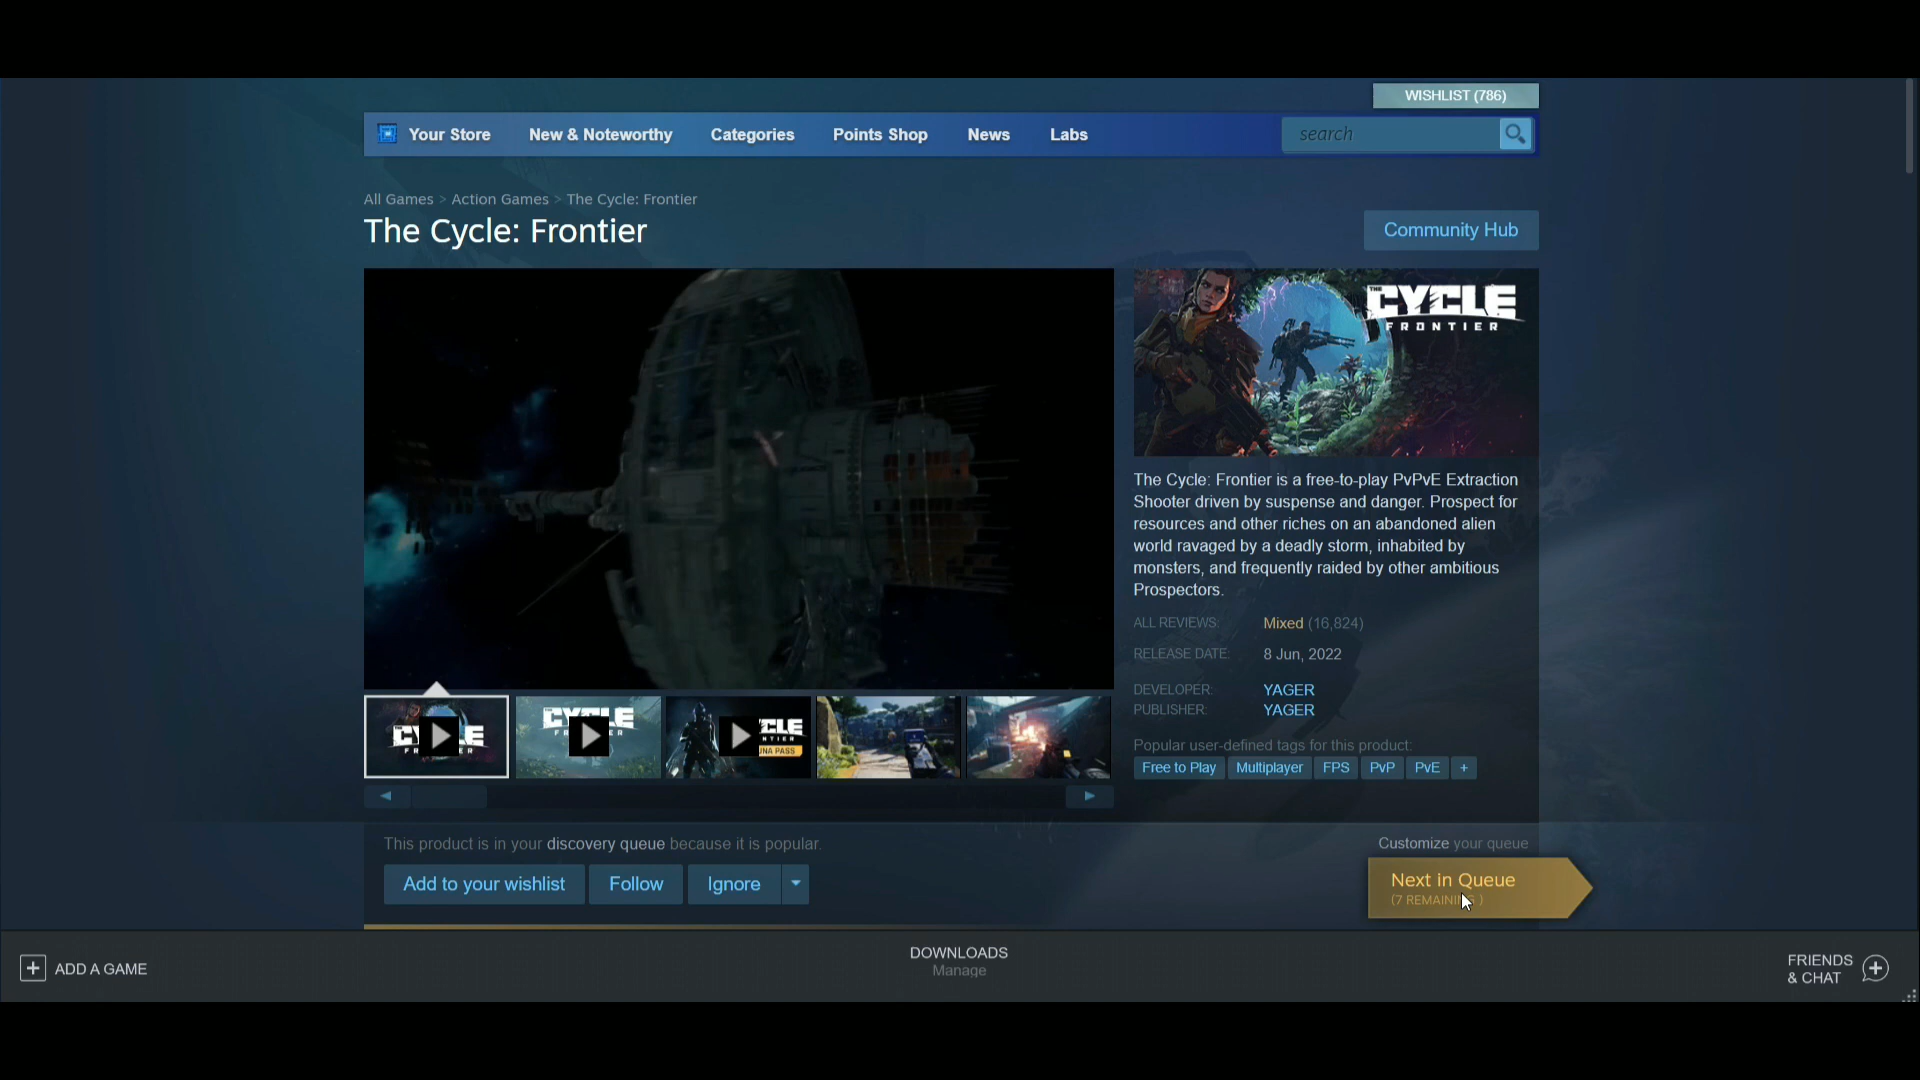 WISHLIST (786)
Your Store New & Noteworthy Categories Points Shop News Labs search
All Games > Action Games > The Cycle: Frontier
The Cycle: Frontier
Community Hub
THE
CYCLE
FRONTIER
The Cycle: Frontier is a free-to-play PvPvE Extraction
Shooter driven by suspense and danger. Prospect for
resources and other riches on an abandoned alien
world ravaged by a deadly storm, inhabited by
monsters, and frequently raided by other ambitious
Prospectors.
ALL REVIEWS: Mixed (16,824)
RELEASE DATE: 8 Jun, 2022
DEVELOPER: YAGER
PUBLISHER: YAGER
Popular user-defined tags for this product:
Free to Play Multiplayer FPS PvP PvE +
This product is in your discovery queue because it is popular.
Customize your queue
Add to your wishlist Follow Ignore
Next in Queue
(7 REMAINING )
ADD A GAME
DOWNLOADS
Manage
FRIENDS
& CHAT